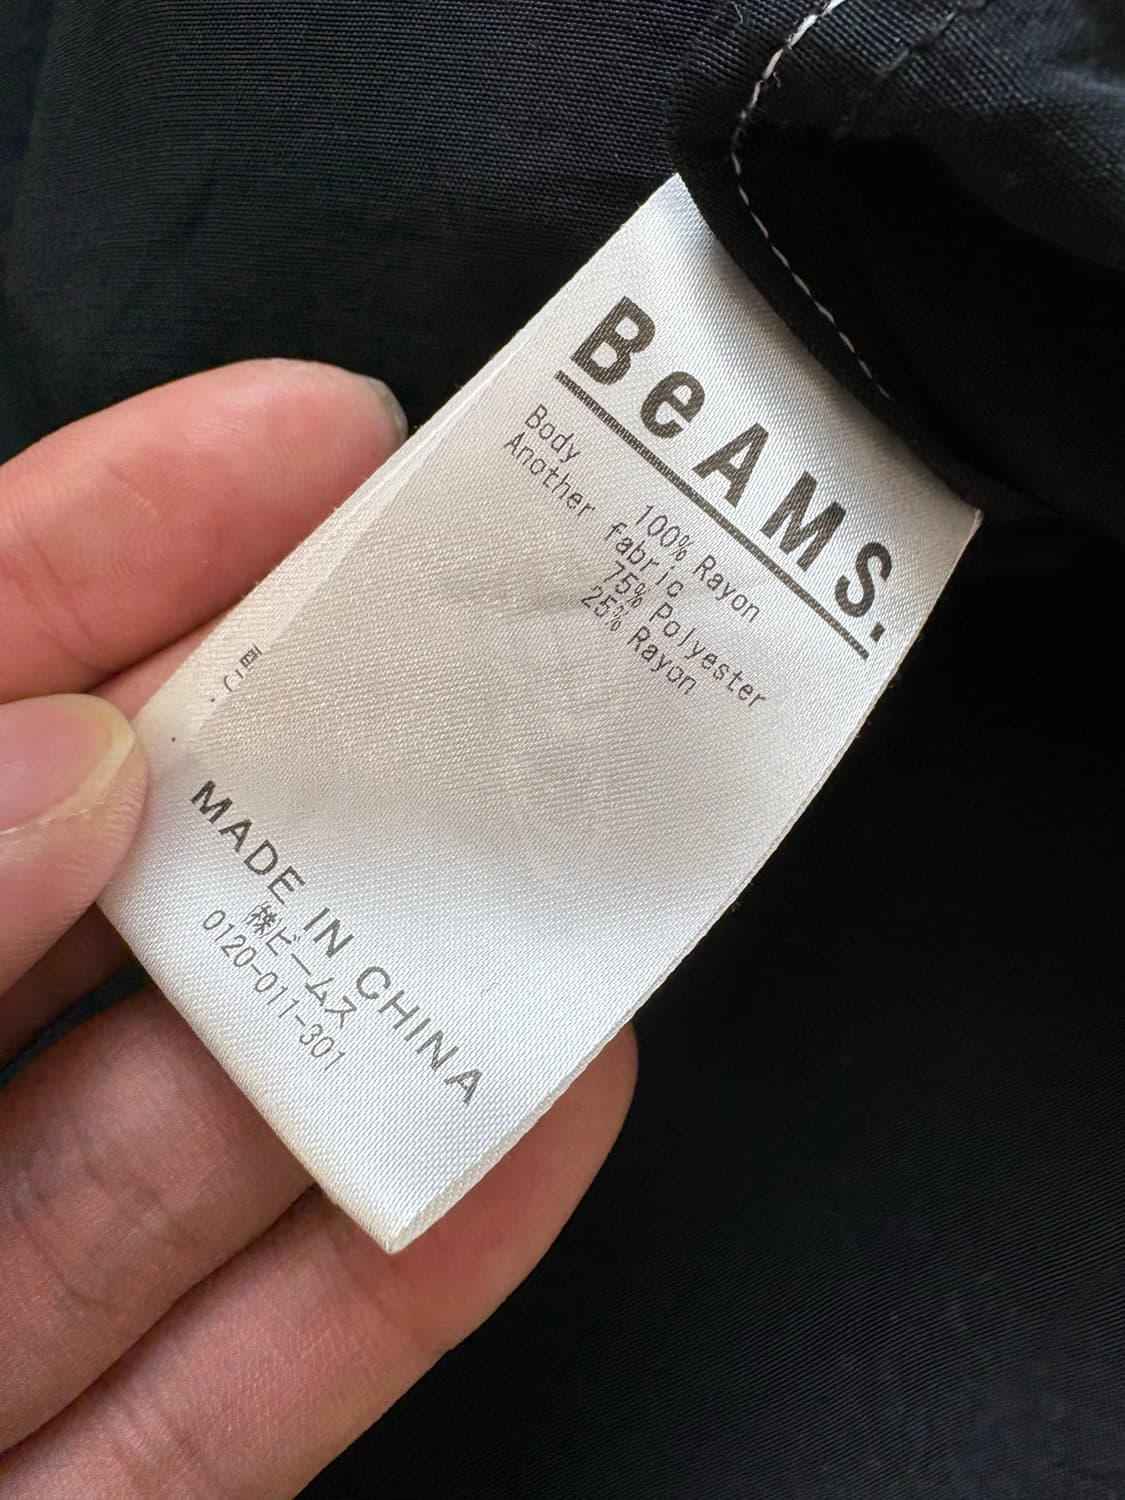 BeAMS.
Body
100% Rayon
Another fabric
75% Polyester
25% Rayon
MADE IN CHINA
㈱ビームス
0120-011-301